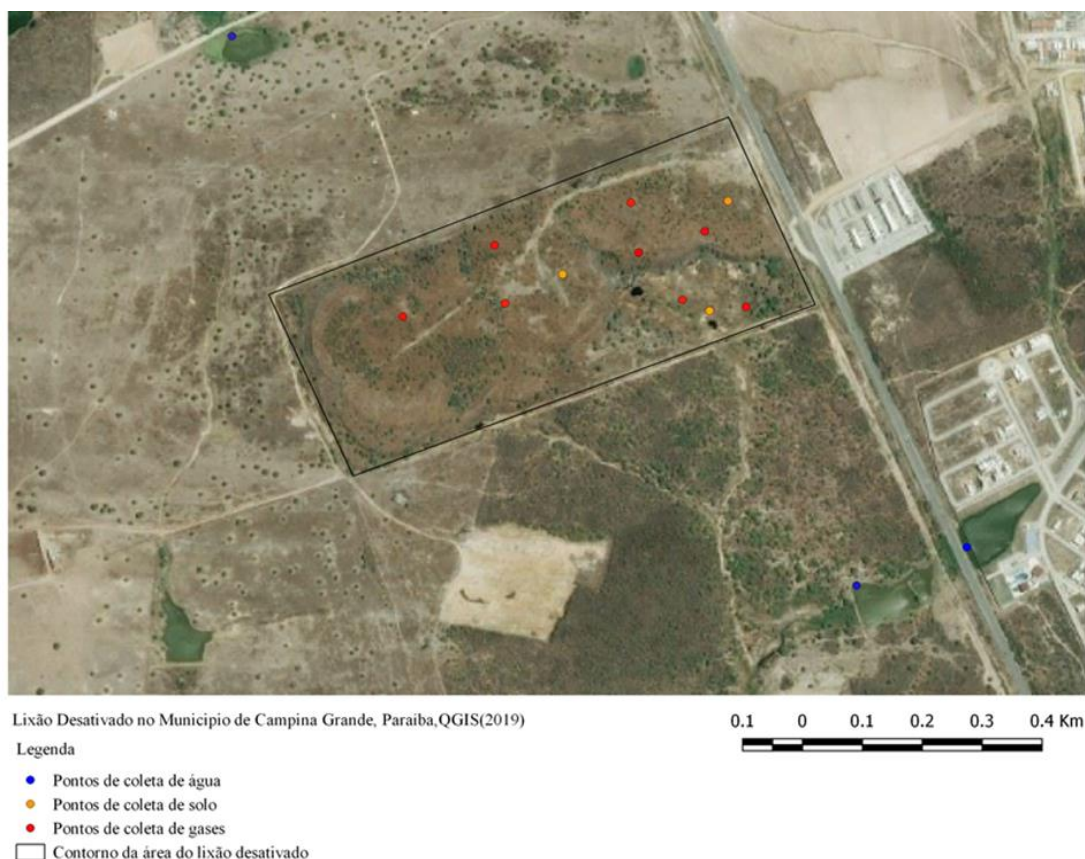 Lixão Desativado no Municipio de Campina Grande, Paraiba,QGIS(2019)
0.1 0 0.1 0.2 0.3 0.4 Km
Legenda
Pontos de coleta de água
Pontos de coleta de solo
Pontos de coleta de gases
Contorno da área do lixão desativado